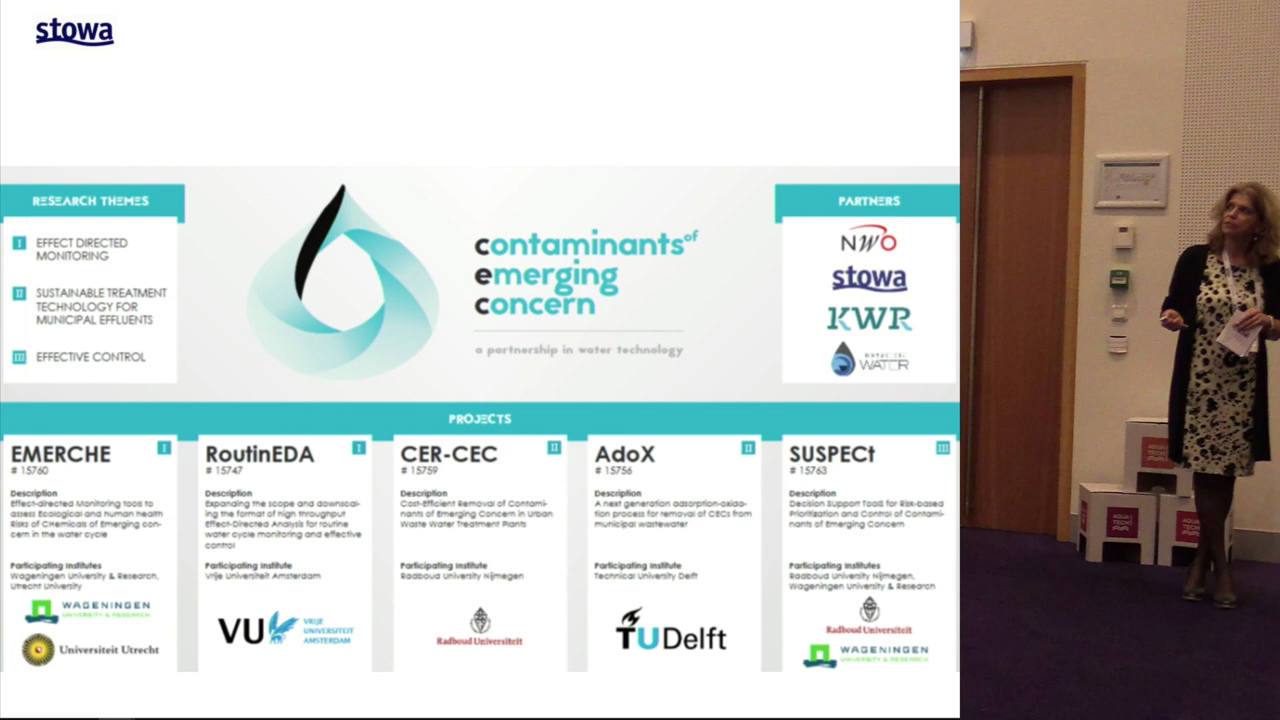 stowa
RESEARCH THEMES
I EFFECT DIRECTED
MONITORING
II SUSTAINABLE TREATMENT
TECHNOLOGY FOR
MUNICIPAL EFFLUENTS
III EFFECTIVE CONTROL
contaminants of
emerging
concern
a partnership in water technology
PARTNERS
NWO
stowa
KWR
WATER
PROJECTS
EMERCHE I
# 15760
Description
Effect-directed Monitoring tools to
assess Ecological and human health
Risks of CHemicals of Emerging con-
cern in the water cycle
Participating Institutes
Wageningen University & Research,
Utrecht University
WAGENINGEN
UNIVERSITY & RESEARCH
Universiteit Utrecht
RoutinEDA I
# 15747
Description
Expanding the scope and downscal-
ing the format of high throughput
Effect-Directed Analysis for routine
water cycle monitoring and effective
control
Participating Institute
Vrije Universiteit Amsterdam
VU VRIJE
UNIVERSITEIT
AMSTERDAM
CER-CEC II
# 15759
Description
Cost-Efficient Removal of Contami-
nants of Emerging Concern in Urban
Waste Water Treatment Plants
Participating Institute
Radboud University Nijmegen
Radboud Universiteit
AdoX II
# 15756
Description
A next generation adsorption-oxida-
tion process for removal of CECs from
municipal wastewater
Participating Institute
Technical University Delft
TU Delft
SUSPECt III
# 15763
Description
Decision Support Tools for Risk-based
Prioritization and Control of Contami-
nants of Emerging Concern
Participating Institutes
Radboud University Nijmegen,
Wageningen University & Research
Radboud Universiteit
WAGENINGEN
UNIVERSITY & RESEARCH
AQUA
TECH